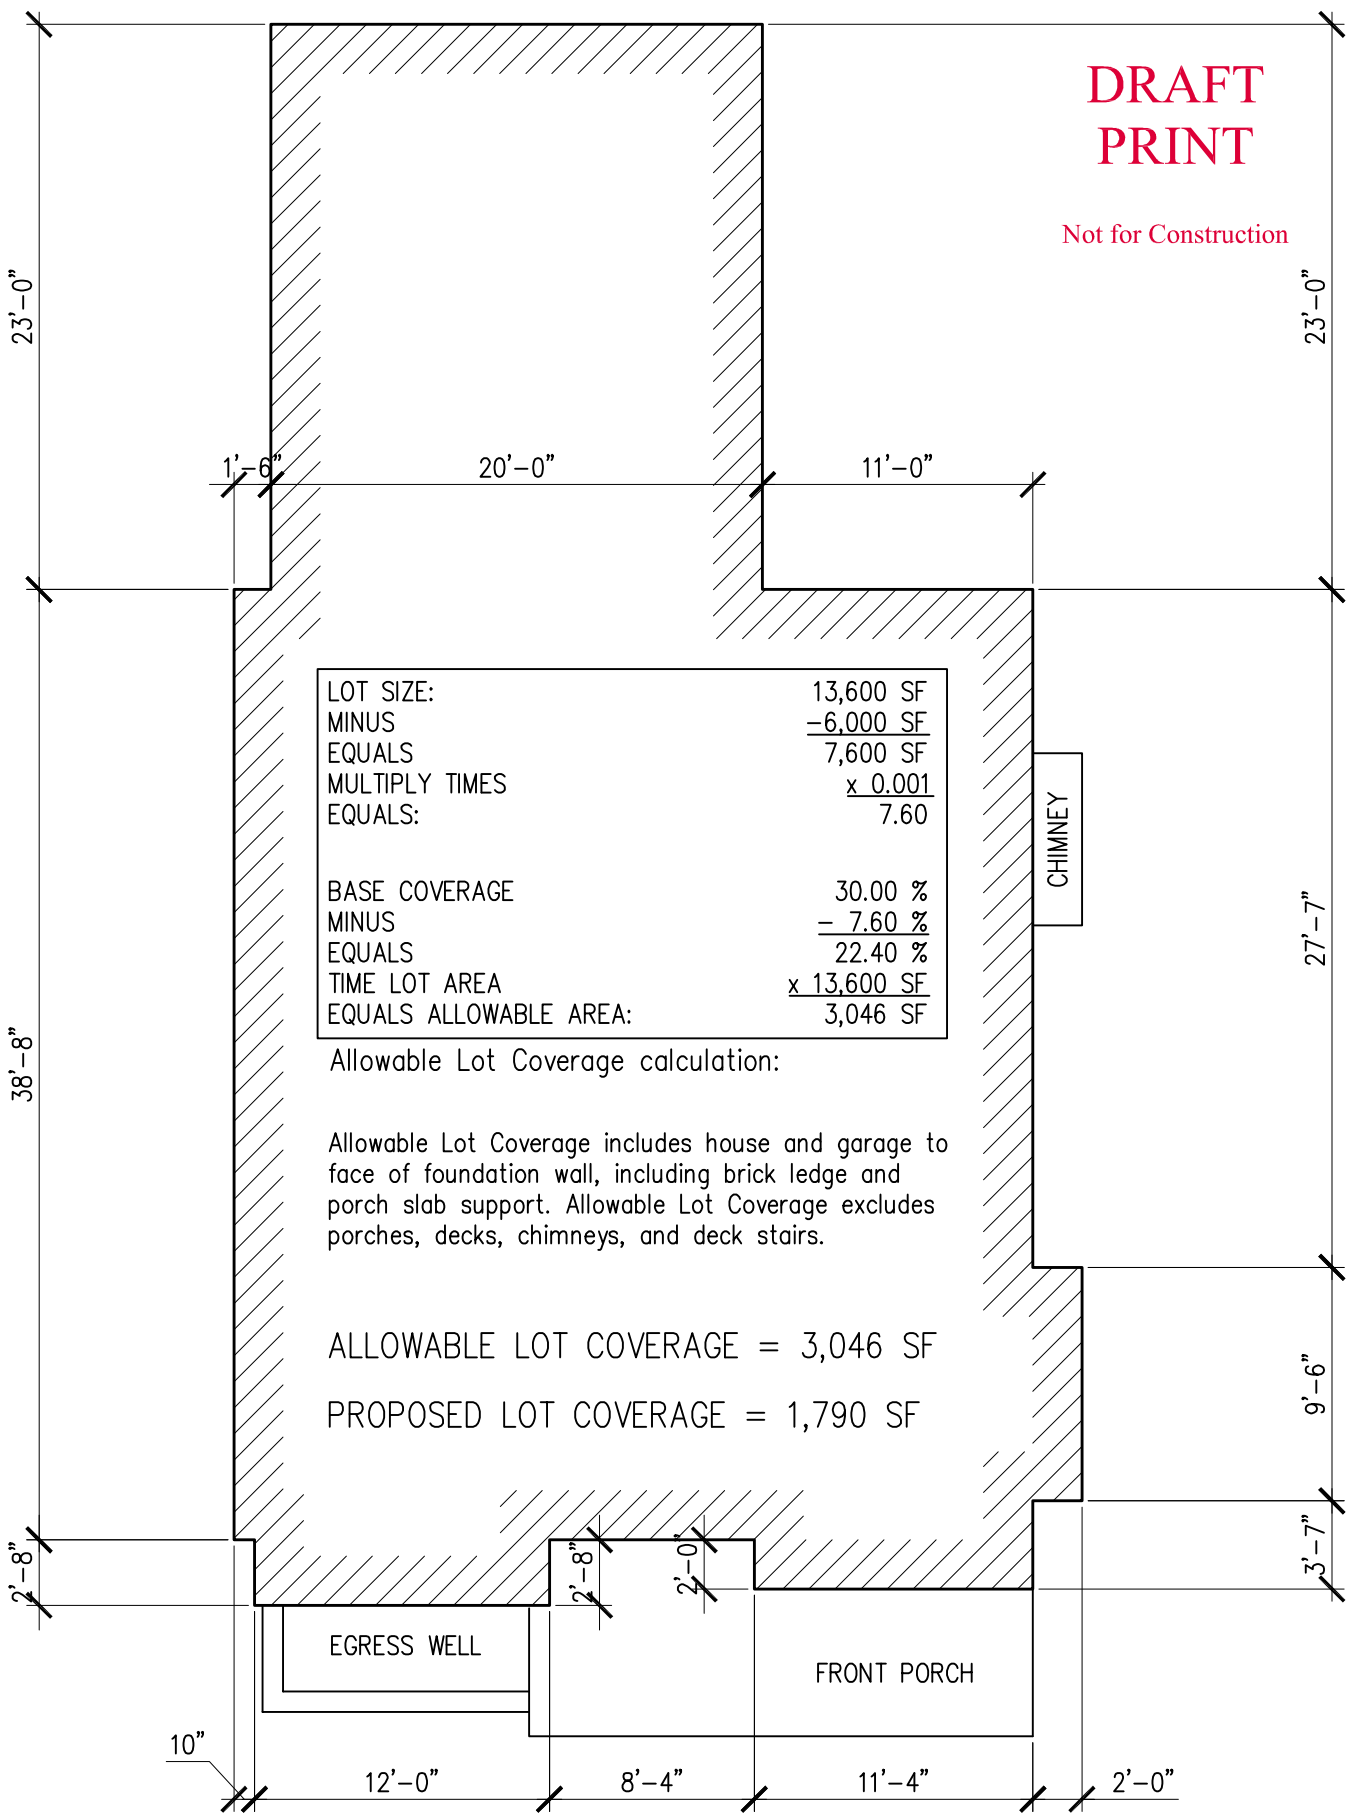 DRAFT
PRINT
Not for Construction
23'-0"
23'-0"
1'-6"
20'-0"
11'-0"
LOT SIZE: 13,600 SF
MINUS -6,000 SF
EQUALS 7,600 SF
MULTIPLY TIMES x 0.001
EQUALS: 7.60
BASE COVERAGE 30.00 %
MINUS - 7.60 %
EQUALS 22.40 %
TIME LOT AREA x 13,600 SF
EQUALS ALLOWABLE AREA: 3,046 SF
CHIMNEY
27'-7"
38'-8"
Allowable Lot Coverage calculation:
Allowable Lot Coverage includes house and garage to
face of foundation wall, including brick ledge and
porch slab support. Allowable Lot Coverage excludes
porches, decks, chimneys, and deck stairs.
ALLOWABLE LOT COVERAGE = 3,046 SF
PROPOSED LOT COVERAGE = 1,790 SF
9'-6"
2'-8"
2'-8"
2'-0"
3'-7"
EGRESS WELL
FRONT PORCH
10"
12'-0"
8'-4"
11'-4"
2'-0"